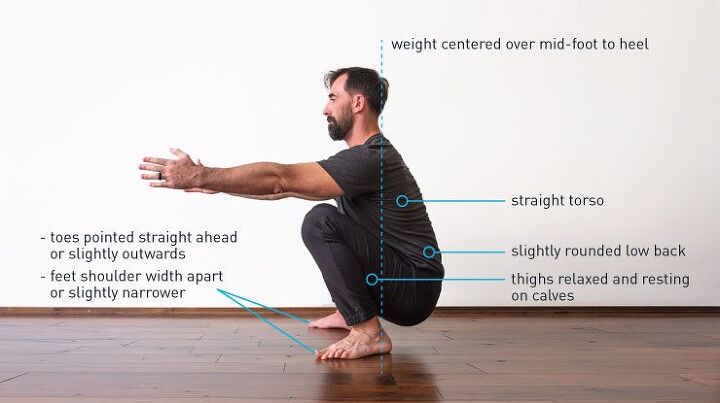 weight centered over mid-foot to heel
straight torso
- toes pointed straight ahead
or slightly outwards
slightly rounded low back
- feet shoulder width apart
or slightly narrower
thighs relaxed and resting
on calves